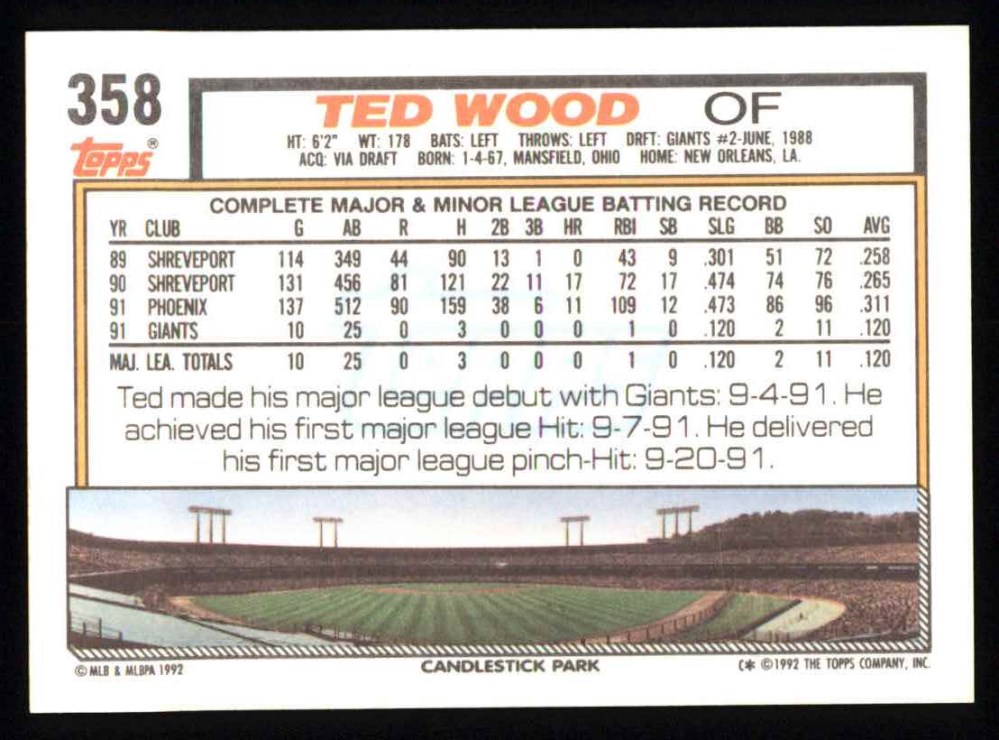 358
Topps®
TED WOOD OF
HT: 6'2" WT: 178 BATS: LEFT THROWS: LEFT DRFT: GIANTS #2-JUNE, 1988
ACQ: VIA DRAFT BORN: 1-4-67, MANSFIELD, OHIO HOME: NEW ORLEANS, LA.
COMPLETE MAJOR & MINOR LEAGUE BATTING RECORD
YR CLUB G AB R H 2B 3B HR RBI SB SLG BB SO AVG
89 SHREVEPORT 114 349 44 90 13 1 0 43 9 .301 51 72 .258
90 SHREVEPORT 131 456 81 121 22 11 17 72 17 .474 74 76 .265
91 PHOENIX 137 512 90 159 38 6 11 109 12 .473 86 96 .311
91 GIANTS 10 25 0 3 0 0 0 1 0 .120 2 11 .120
MAJ. LEA. TOTALS 10 25 0 3 0 0 0 1 0 .120 2 11 .120
Ted made his major league debut with Giants: 9-4-91. He
achieved his first major league Hit: 9-7-91. He delivered
his first major league pinch-Hit: 9-20-91.
© MLB & MLBPA 1992 CANDLESTICK PARK (* ©1992 THE TOPPS COMPANY, INC.